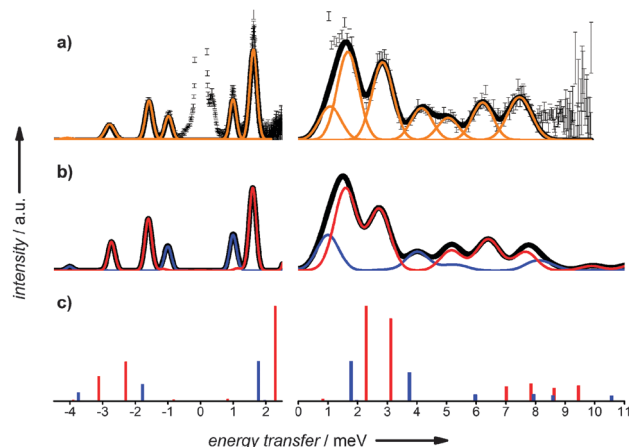 a)
b)
c)
intensity / a.u.
-4 -3 -2 -1 0 1 2 0 1 2 3 4 5 6 7 8 9 10 11
energy transfer / meV